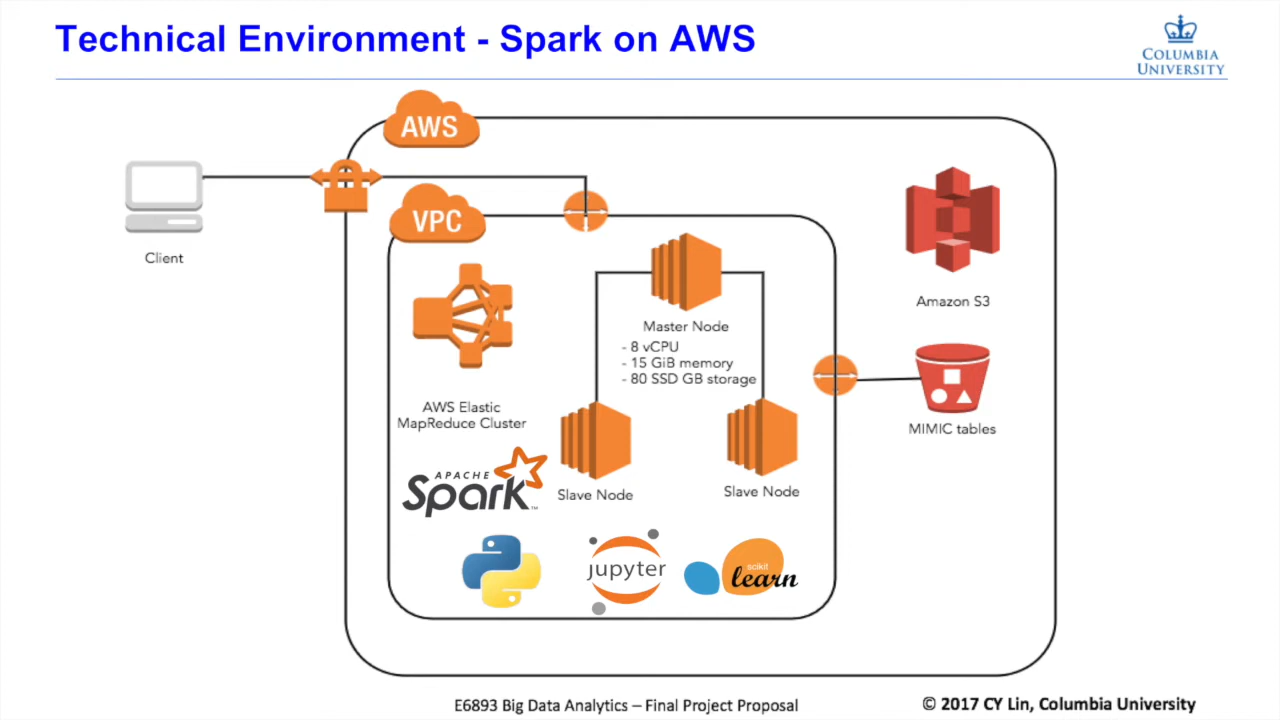 Technical Environment - Spark on AWS
COLUMBIA
UNIVERSITY
AWS
VPC
Client
Amazon S3
Master Node
- 8 vCPU
- 15 GiB memory
- 80 SSD GB storage
AWS Elastic
MapReduce Cluster
MIMIC tables
APACHE
Spark™
Slave Node
Slave Node
jupyter
scikit
learn
E6893 Big Data Analytics – Final Project Proposal
© 2017 CY Lin, Columbia University